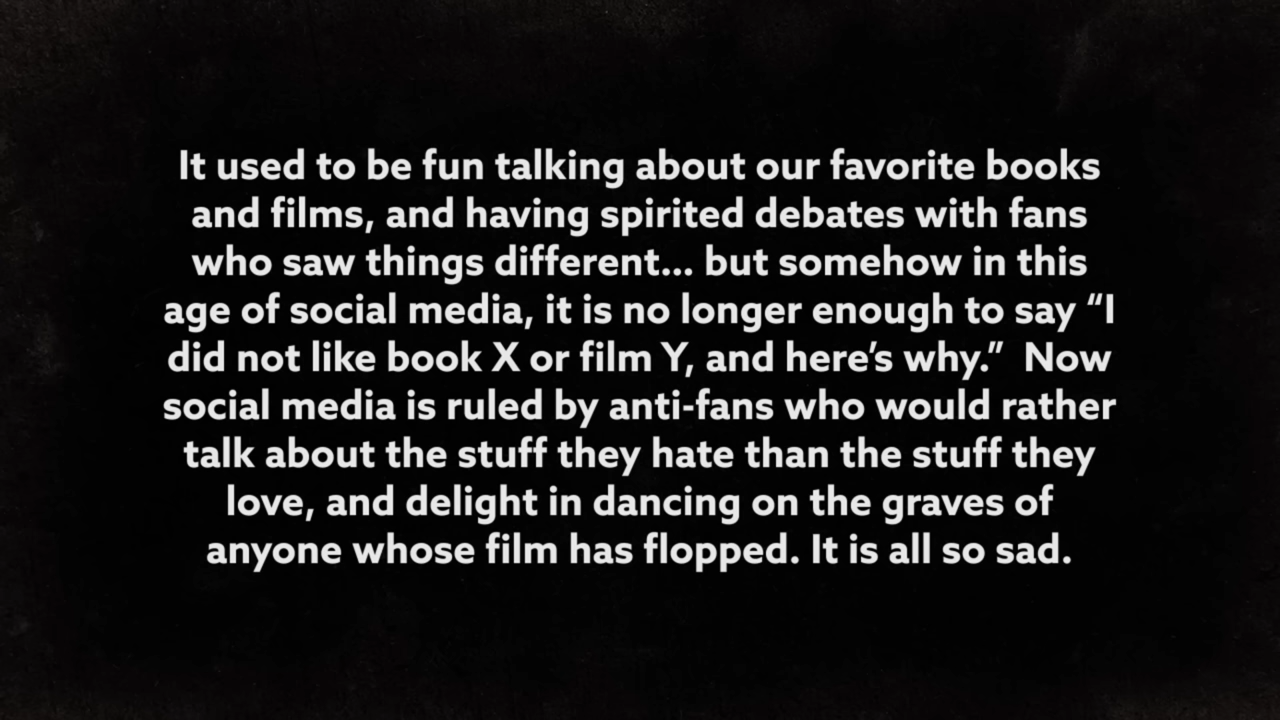 It used to be fun talking about our favorite books
and films, and having spirited debates with fans
who saw things different... but somehow in this
age of social media, it is no longer enough to say “I
did not like book X or film Y, and here’s why.”  Now
social media is ruled by anti-fans who would rather
talk about the stuff they hate than the stuff they
love, and delight in dancing on the graves of
anyone whose film has flopped. It is all so sad.